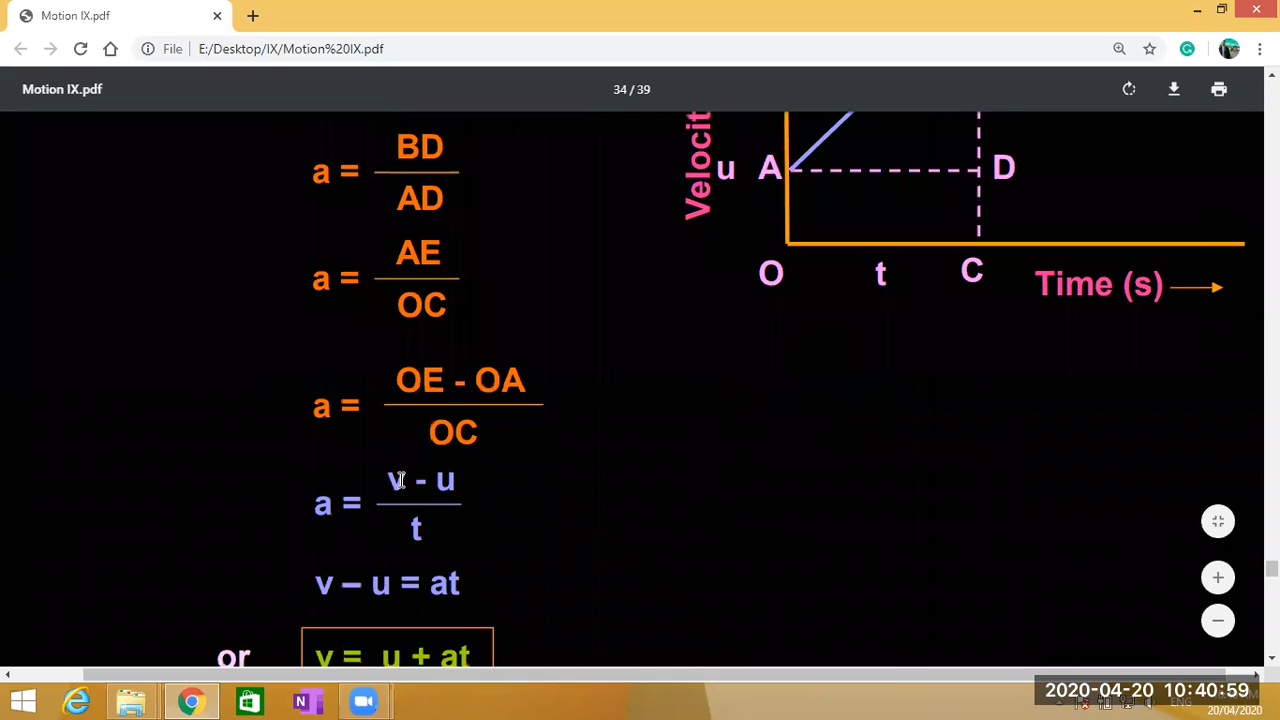 Motion IX.pdf
File E:/Desktop/IX/Motion%20IX.pdf
Motion IX.pdf
34 / 39
a = BD
AD
a = AE
OC
a = OE - OA
OC
a = v - u
t
v – u = at
or v = u + at
Velocit
u A D
O t C
Time (s)
2020-04-20 10:40:59
ENG
20/04/2020